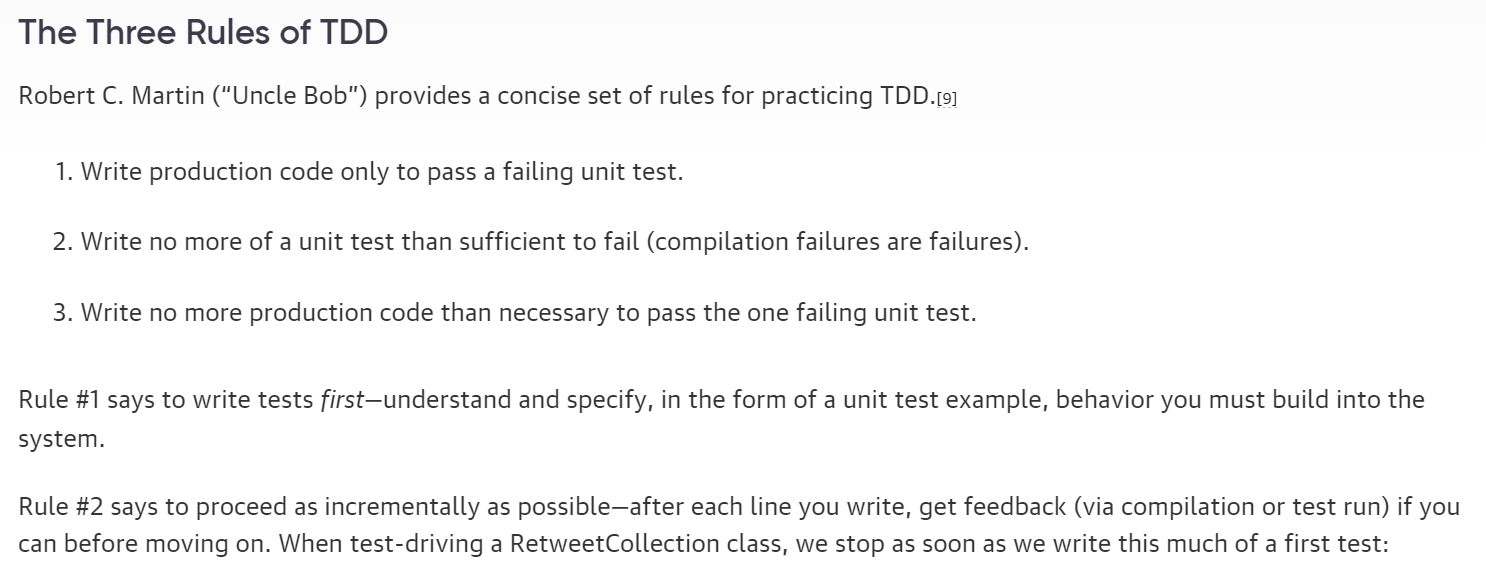 The Three Rules of TDD
Robert C. Martin (“Uncle Bob”) provides a concise set of rules for practicing TDD.[9]
1. Write production code only to pass a failing unit test.
2. Write no more of a unit test than sufficient to fail (compilation failures are failures).
3. Write no more production code than necessary to pass the one failing unit test.
Rule #1 says to write tests first—understand and specify, in the form of a unit test example, behavior you must build into the
system.
Rule #2 says to proceed as incrementally as possible—after each line you write, get feedback (via compilation or test run) if you
can before moving on. When test-driving a RetweetCollection class, we stop as soon as we write this much of a first test: